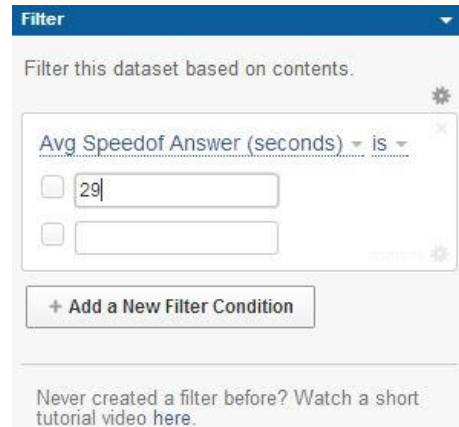 Filter
Filter this dataset based on contents.
Avg Speedof Answer (seconds) is
29
+ Add a New Filter Condition
Never created a filter before? Watch a short
tutorial video here.